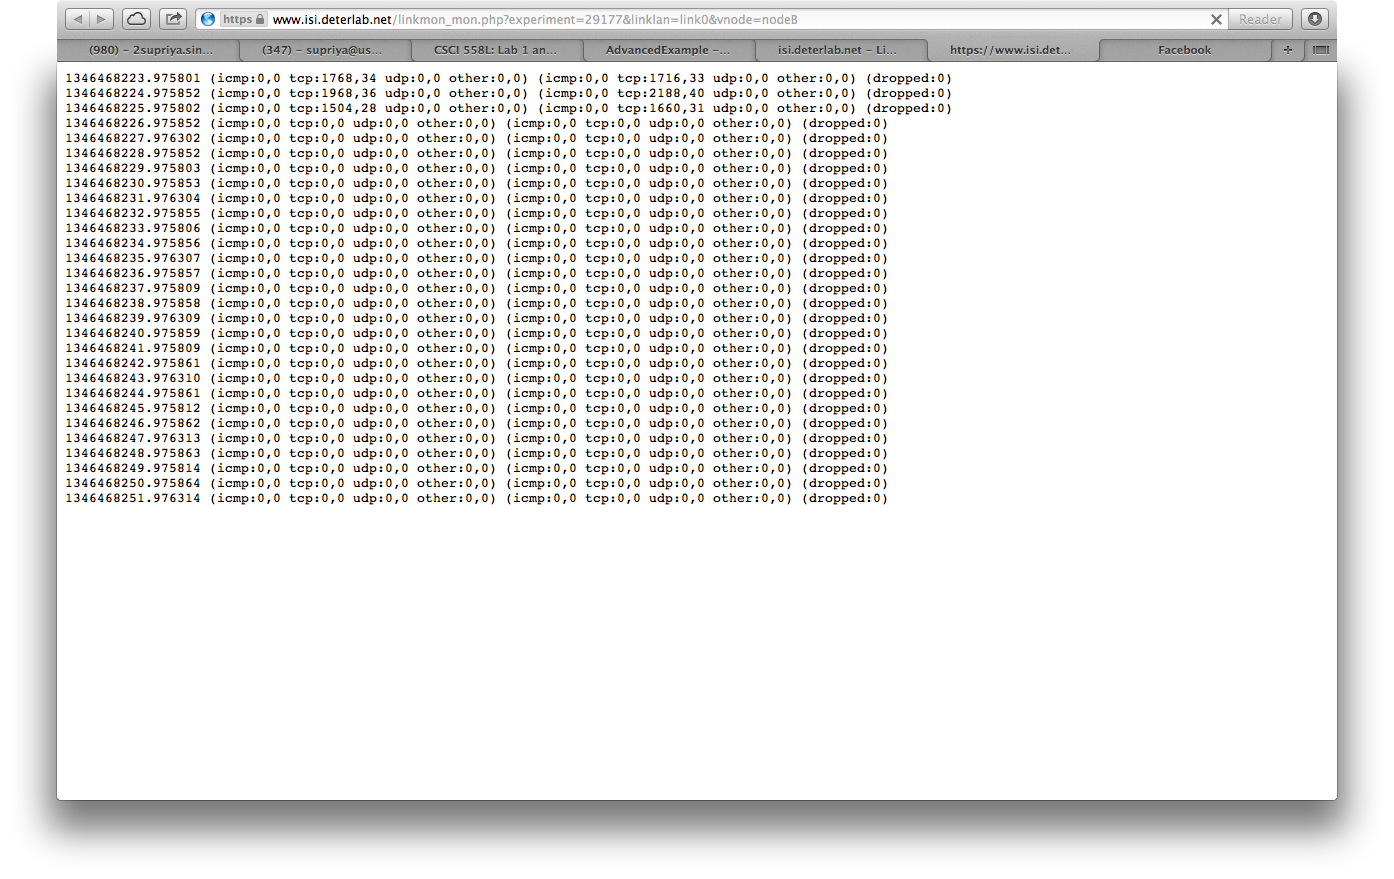 https www.isi.deterlab.net/linkmon_mon.php?experiment=29177&linklan=link0&vnode=nodeB Reader
(980) – 2supriya.sin... (347) – supriya@us... CSCI 558L: Lab 1 an... AdvancedExample –... isi.deterlab.net – Li... https://www.isi.det... Facebook +
1346468223.975801 (icmp:0,0 tcp:1768,34 udp:0,0 other:0,0) (icmp:0,0 tcp:1716,33 udp:0,0 other:0,0) (dropped:0)
1346468224.975852 (icmp:0,0 tcp:1968,36 udp:0,0 other:0,0) (icmp:0,0 tcp:2188,40 udp:0,0 other:0,0) (dropped:0)
1346468225.975802 (icmp:0,0 tcp:1504,28 udp:0,0 other:0,0) (icmp:0,0 tcp:1660,31 udp:0,0 other:0,0) (dropped:0)
1346468226.975852 (icmp:0,0 tcp:0,0 udp:0,0 other:0,0) (icmp:0,0 tcp:0,0 udp:0,0 other:0,0) (dropped:0)
1346468227.976302 (icmp:0,0 tcp:0,0 udp:0,0 other:0,0) (icmp:0,0 tcp:0,0 udp:0,0 other:0,0) (dropped:0)
1346468228.975852 (icmp:0,0 tcp:0,0 udp:0,0 other:0,0) (icmp:0,0 tcp:0,0 udp:0,0 other:0,0) (dropped:0)
1346468229.975803 (icmp:0,0 tcp:0,0 udp:0,0 other:0,0) (icmp:0,0 tcp:0,0 udp:0,0 other:0,0) (dropped:0)
1346468230.975853 (icmp:0,0 tcp:0,0 udp:0,0 other:0,0) (icmp:0,0 tcp:0,0 udp:0,0 other:0,0) (dropped:0)
1346468231.976304 (icmp:0,0 tcp:0,0 udp:0,0 other:0,0) (icmp:0,0 tcp:0,0 udp:0,0 other:0,0) (dropped:0)
1346468232.975855 (icmp:0,0 tcp:0,0 udp:0,0 other:0,0) (icmp:0,0 tcp:0,0 udp:0,0 other:0,0) (dropped:0)
1346468233.975806 (icmp:0,0 tcp:0,0 udp:0,0 other:0,0) (icmp:0,0 tcp:0,0 udp:0,0 other:0,0) (dropped:0)
1346468234.975856 (icmp:0,0 tcp:0,0 udp:0,0 other:0,0) (icmp:0,0 tcp:0,0 udp:0,0 other:0,0) (dropped:0)
1346468235.976307 (icmp:0,0 tcp:0,0 udp:0,0 other:0,0) (icmp:0,0 tcp:0,0 udp:0,0 other:0,0) (dropped:0)
1346468236.975857 (icmp:0,0 tcp:0,0 udp:0,0 other:0,0) (icmp:0,0 tcp:0,0 udp:0,0 other:0,0) (dropped:0)
1346468237.975809 (icmp:0,0 tcp:0,0 udp:0,0 other:0,0) (icmp:0,0 tcp:0,0 udp:0,0 other:0,0) (dropped:0)
1346468238.975858 (icmp:0,0 tcp:0,0 udp:0,0 other:0,0) (icmp:0,0 tcp:0,0 udp:0,0 other:0,0) (dropped:0)
1346468239.976309 (icmp:0,0 tcp:0,0 udp:0,0 other:0,0) (icmp:0,0 tcp:0,0 udp:0,0 other:0,0) (dropped:0)
1346468240.975859 (icmp:0,0 tcp:0,0 udp:0,0 other:0,0) (icmp:0,0 tcp:0,0 udp:0,0 other:0,0) (dropped:0)
1346468241.975809 (icmp:0,0 tcp:0,0 udp:0,0 other:0,0) (icmp:0,0 tcp:0,0 udp:0,0 other:0,0) (dropped:0)
1346468242.975861 (icmp:0,0 tcp:0,0 udp:0,0 other:0,0) (icmp:0,0 tcp:0,0 udp:0,0 other:0,0) (dropped:0)
1346468243.976310 (icmp:0,0 tcp:0,0 udp:0,0 other:0,0) (icmp:0,0 tcp:0,0 udp:0,0 other:0,0) (dropped:0)
1346468244.975861 (icmp:0,0 tcp:0,0 udp:0,0 other:0,0) (icmp:0,0 tcp:0,0 udp:0,0 other:0,0) (dropped:0)
1346468245.975812 (icmp:0,0 tcp:0,0 udp:0,0 other:0,0) (icmp:0,0 tcp:0,0 udp:0,0 other:0,0) (dropped:0)
1346468246.975862 (icmp:0,0 tcp:0,0 udp:0,0 other:0,0) (icmp:0,0 tcp:0,0 udp:0,0 other:0,0) (dropped:0)
1346468247.976313 (icmp:0,0 tcp:0,0 udp:0,0 other:0,0) (icmp:0,0 tcp:0,0 udp:0,0 other:0,0) (dropped:0)
1346468248.975863 (icmp:0,0 tcp:0,0 udp:0,0 other:0,0) (icmp:0,0 tcp:0,0 udp:0,0 other:0,0) (dropped:0)
1346468249.975814 (icmp:0,0 tcp:0,0 udp:0,0 other:0,0) (icmp:0,0 tcp:0,0 udp:0,0 other:0,0) (dropped:0)
1346468250.975864 (icmp:0,0 tcp:0,0 udp:0,0 other:0,0) (icmp:0,0 tcp:0,0 udp:0,0 other:0,0) (dropped:0)
1346468251.976314 (icmp:0,0 tcp:0,0 udp:0,0 other:0,0) (icmp:0,0 tcp:0,0 udp:0,0 other:0,0) (dropped:0)